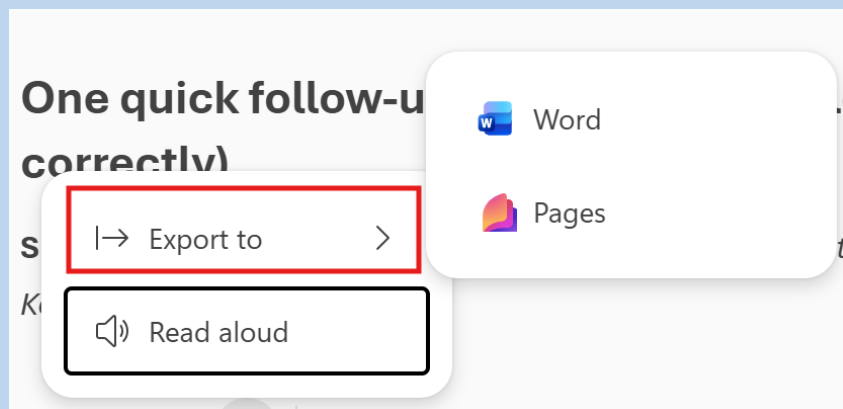 One quick follow-u
correctly)
Export to
Read aloud
Word
Pages